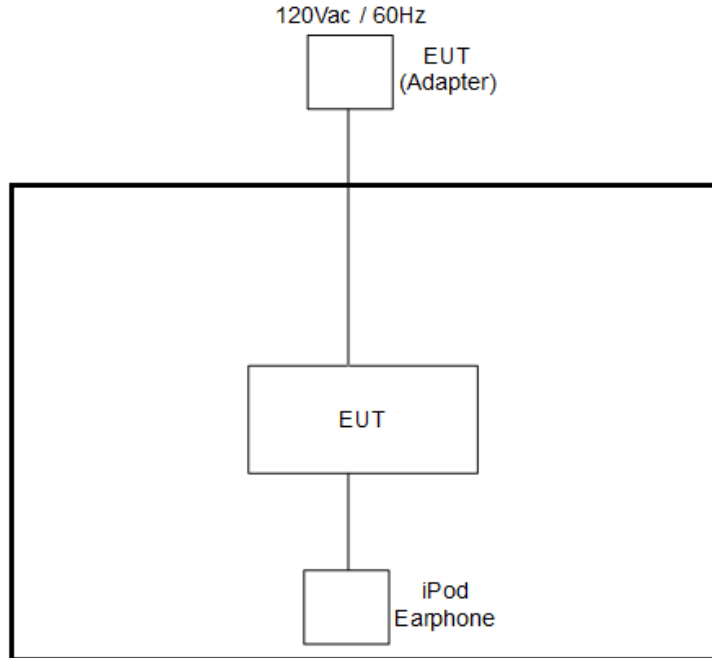 120Vac / 60Hz
EUT
(Adapter)
EUT
iPod
Earphone